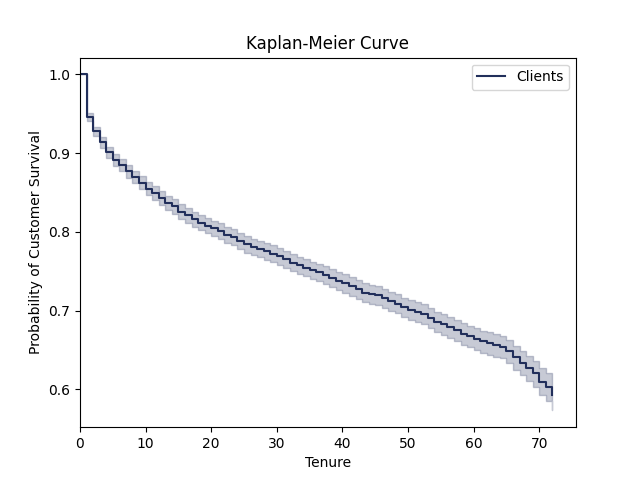 Kaplan-Meier Curve
Clients
Probability of Customer Survival
1.0
0.9
0.8
0.7
0.6
0 10 20 30 40 50 60 70
Tenure